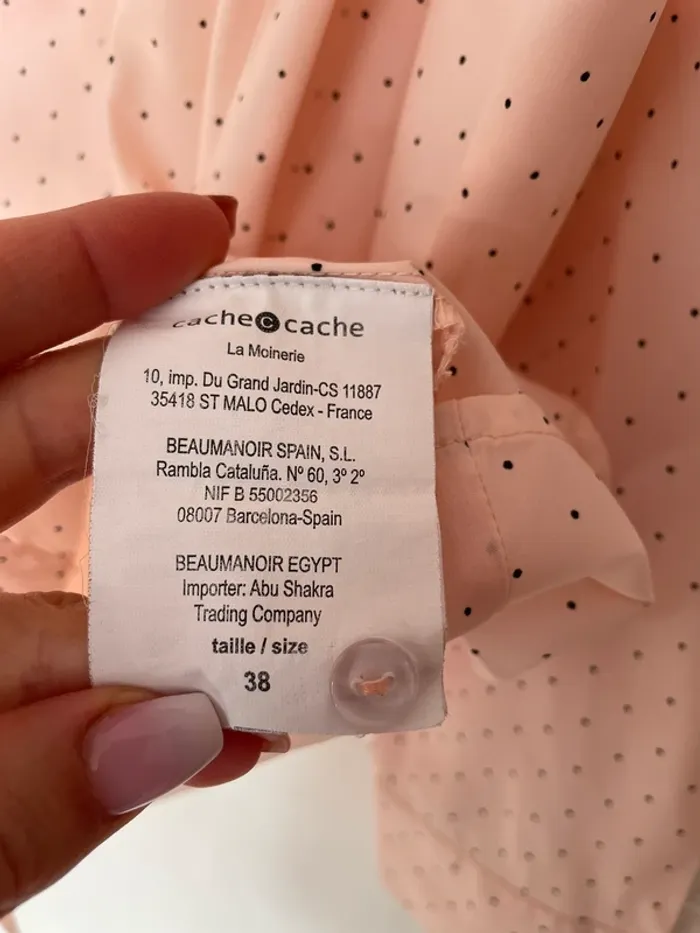 cache c cache
La Moinerie
10, imp. Du Grand Jardin-CS 11887
35418 ST MALO Cedex - France
BEAUMANOIR SPAIN, S.L.
Rambla Cataluña. Nº 60, 3º 2º
NIF B 55002356
08007 Barcelona-Spain
BEAUMANOIR EGYPT
Importer: Abu Shakra
Trading Company
taille / size
38